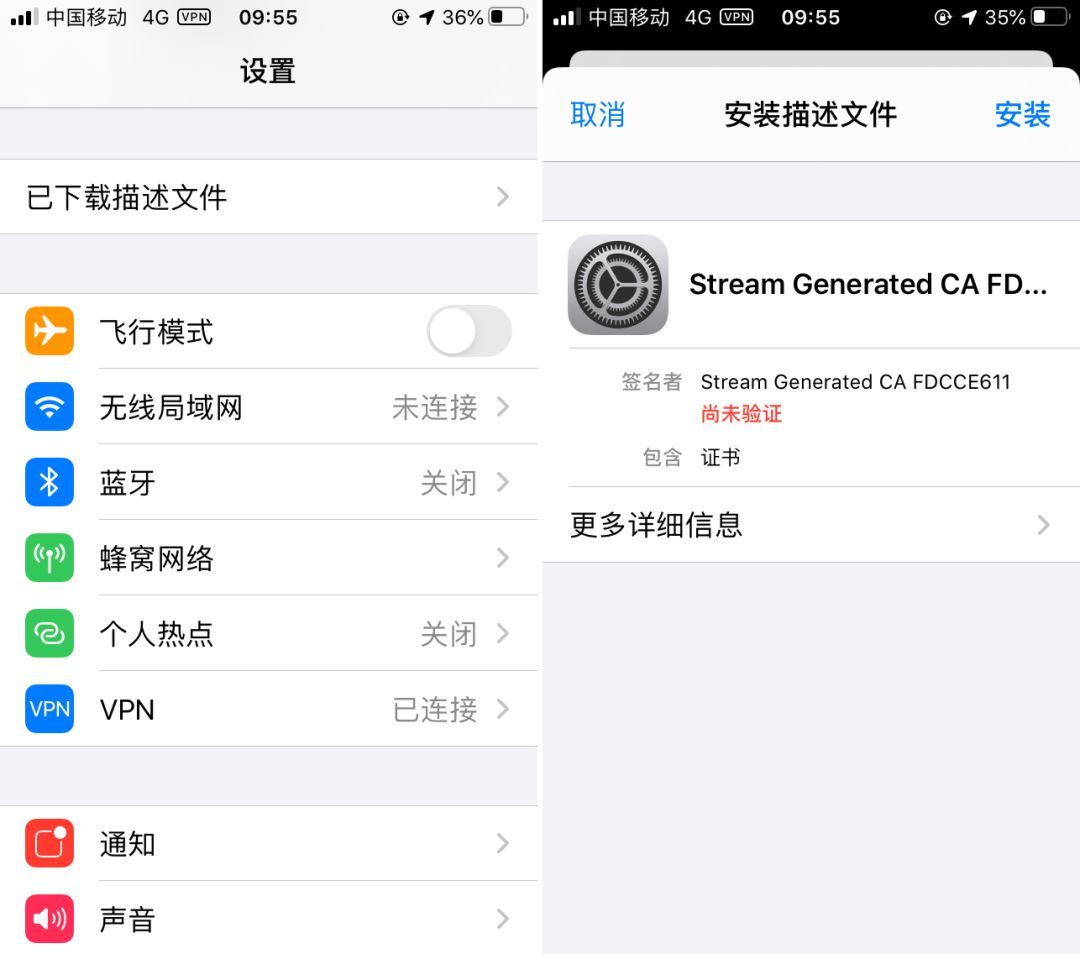 中国移动 4G VPN 09:55 36%
设置
已下载描述文件
飞行模式
无线局域网 未连接
蓝牙 关闭
蜂窝网络
个人热点 关闭
VPN VPN 已连接
通知
声音
中国移动 4G VPN 09:55 35%
取消 安装描述文件 安装
Stream Generated CA FD...
签名者 Stream Generated CA FDCCE611
尚未验证
包含 证书
更多详细信息